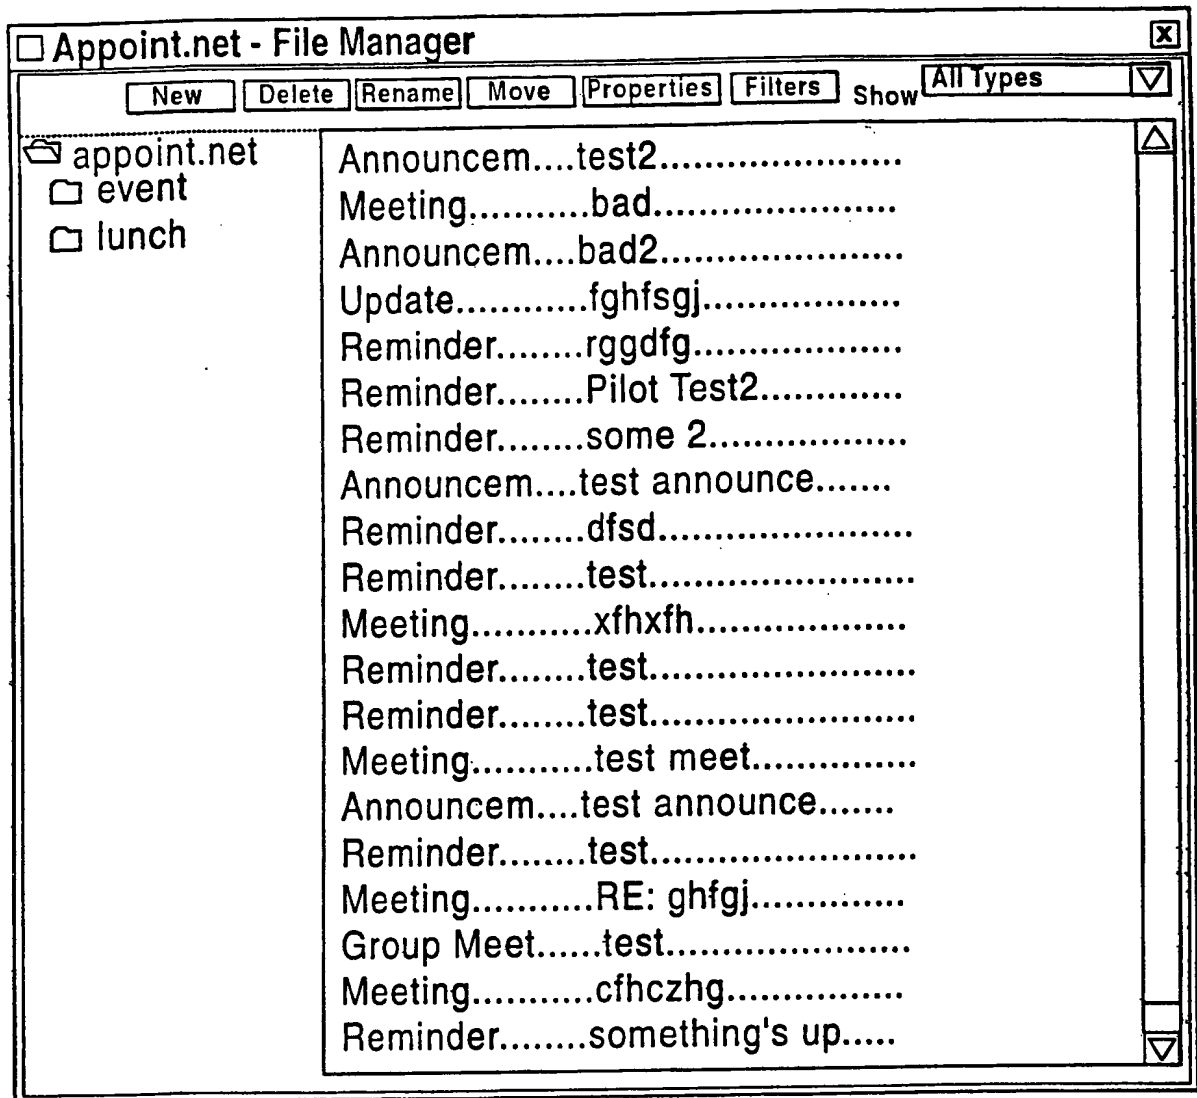 Appoint.net - File Manager
New Delete Rename Move Properties Filters Show All Types
appoint.net
event
lunch
Announcem....test2......................
Meeting...........bad......................
Announcem....bad2......................
Update............fghfsgj..................
Reminder........rggdfg...................
Reminder........Pilot Test2.............
Reminder........some 2..................
Announcem....test announce.......
Reminder........dfsd.......................
Reminder........test........................
Meeting...........xfhxfh...................
Reminder........test........................
Reminder........test........................
Meeting...........test meet...............
Announcem....test announce.......
Reminder........test........................
Meeting...........RE: ghfgj..............
Group Meet......test......................
Meeting...........cfhczhg................
Reminder........something's up.....